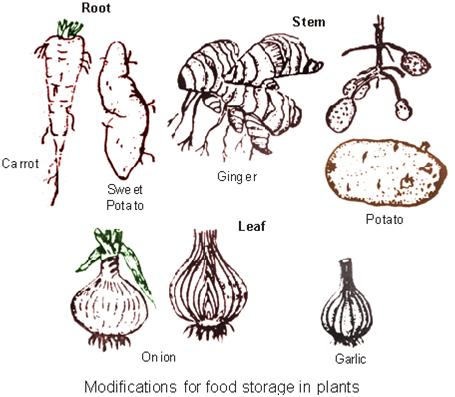 Root
Stem
Carrot
Sweet
Potato
Ginger
Potato
Leaf
Onion
Garlic
Modifications for food storage in plants